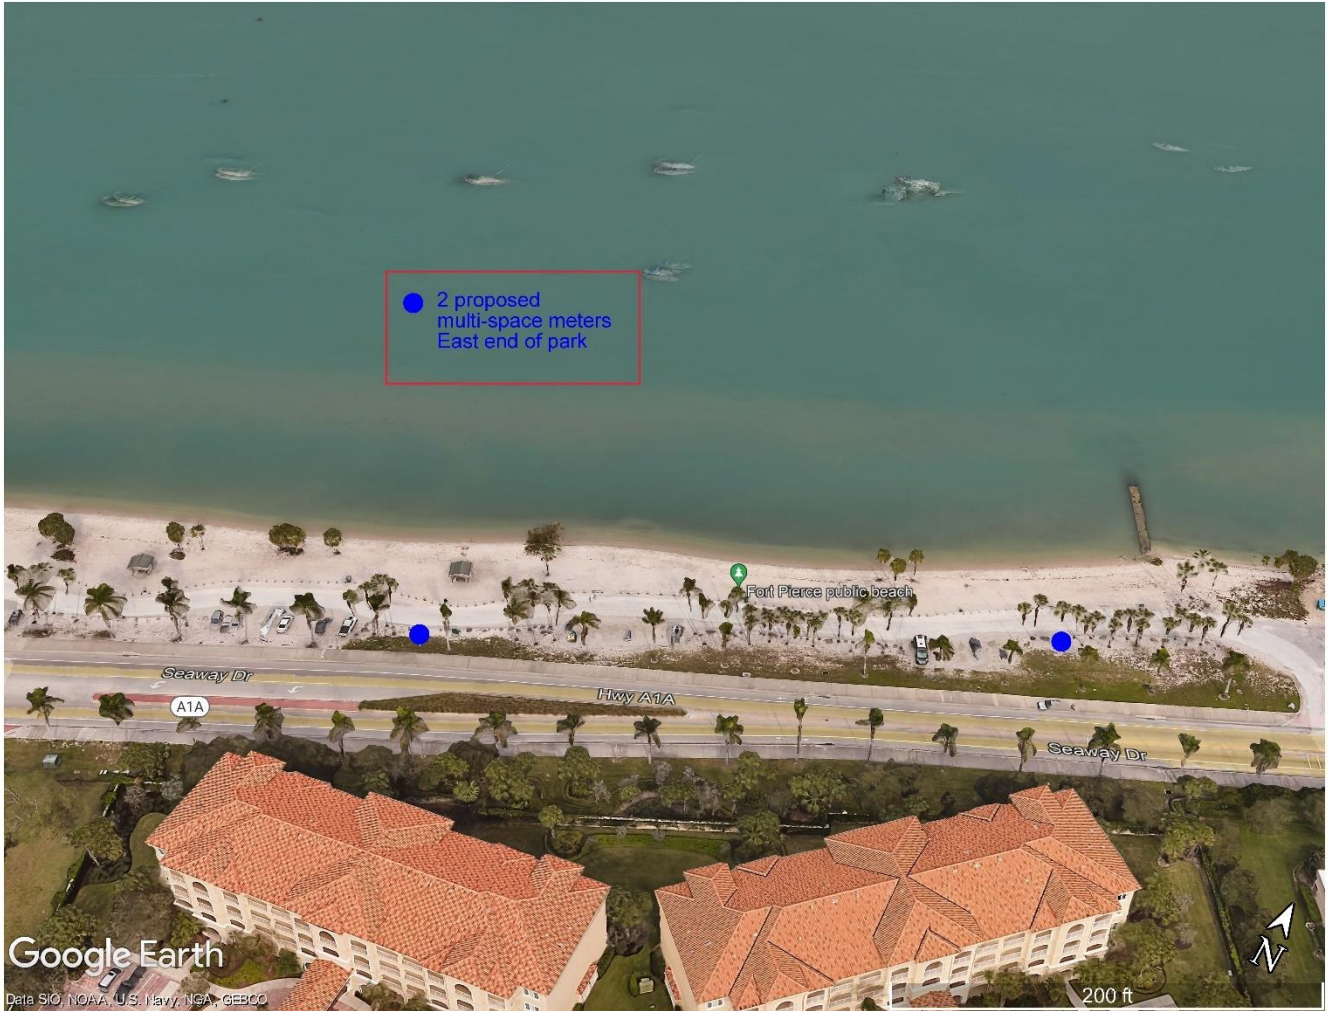 2 proposed
multi-space meters
East end of park
Fort Pierce public beach
Seaway Dr
Hwy A1A
A1A
Seaway Dr
N
Google Earth
200 ft
Data SIO, NOAA, U.S. Navy, NGA, GEBCO